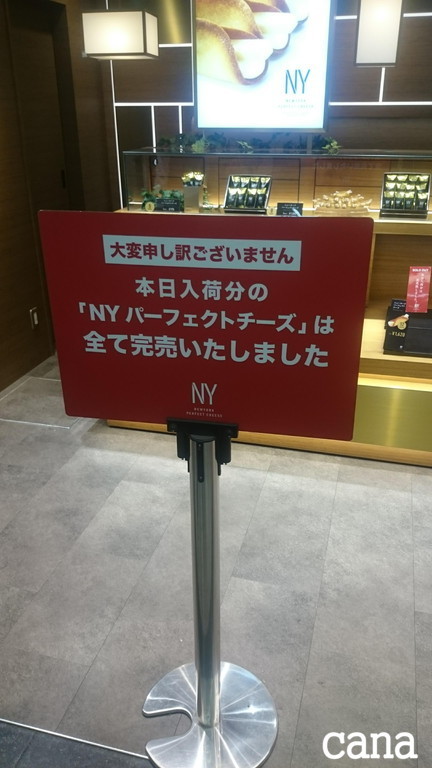 NY
大変申し訳ございません
本日入荷分の
「NY パーフェクトチーズ」は
全て完売いたしました
NY
NEWYORK
PERFECT CHEESE
cana